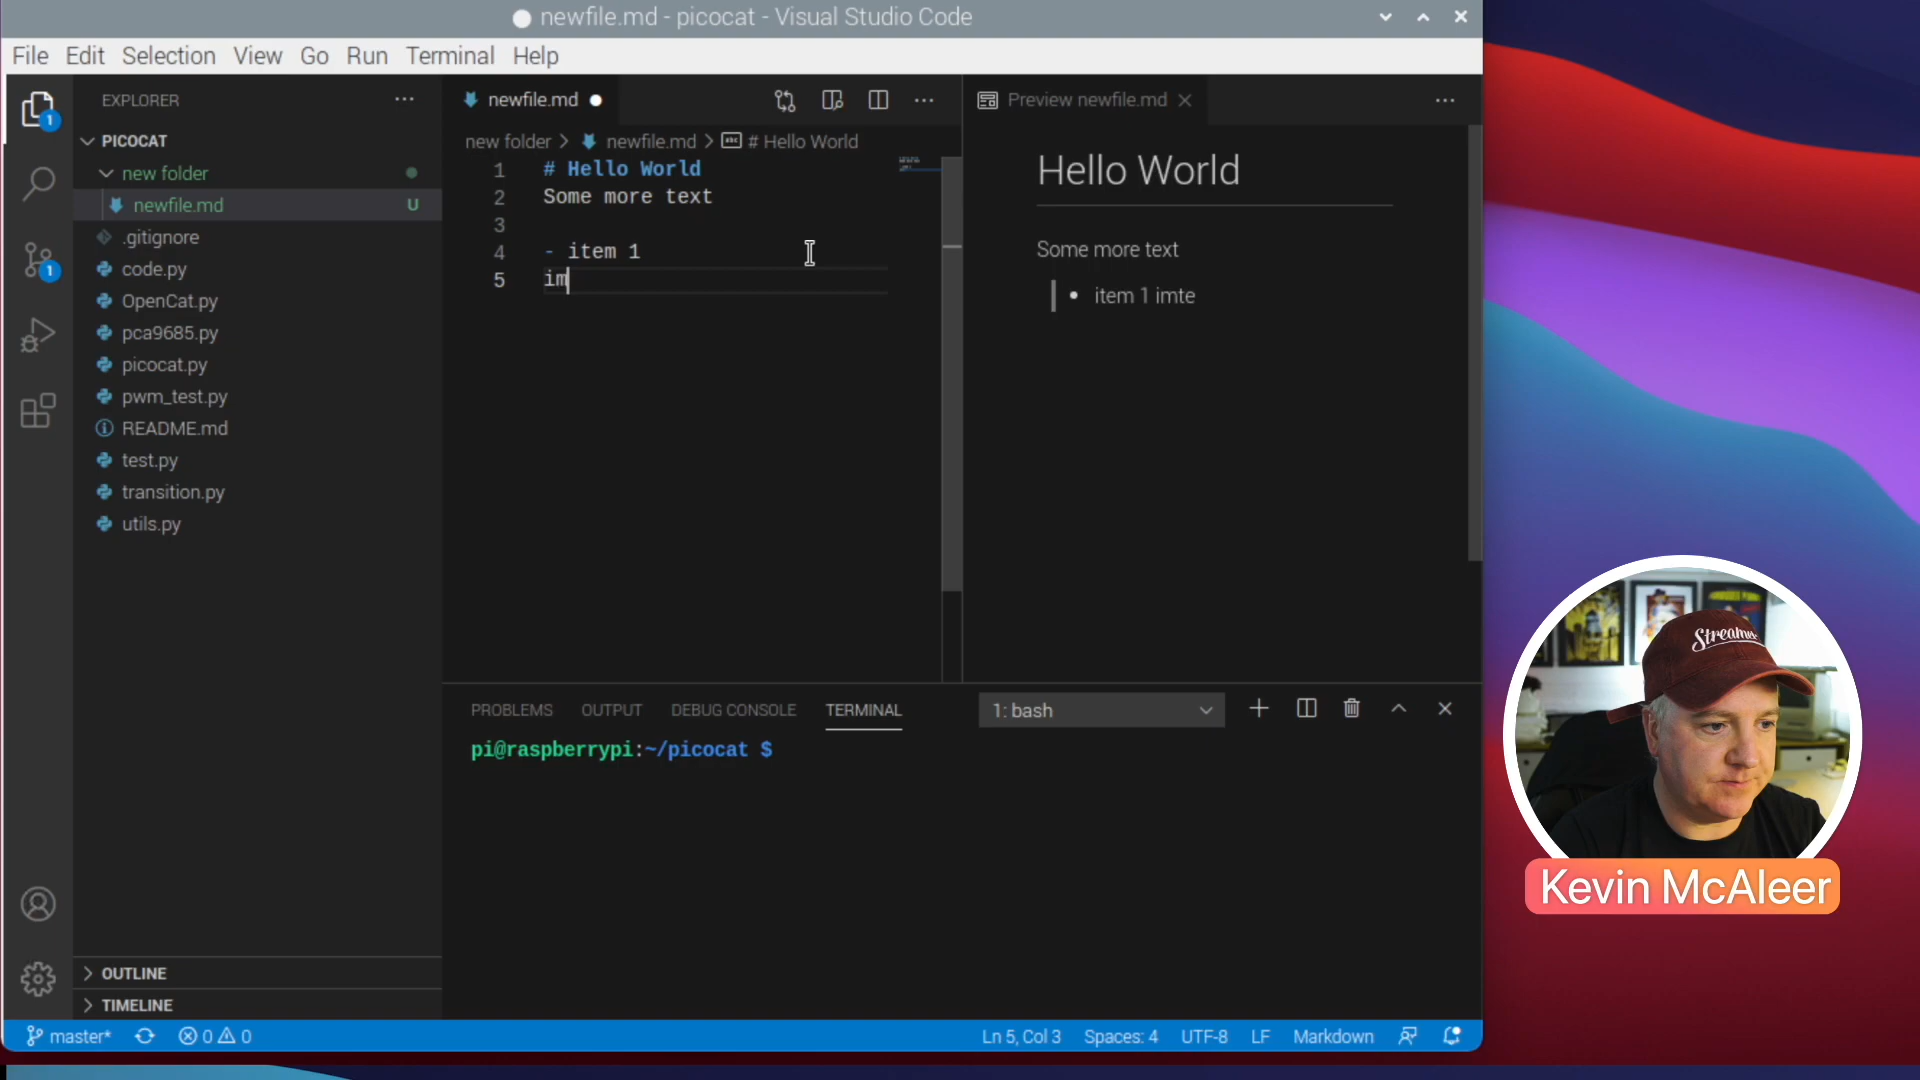 newfile.md - picocat - Visual Studio Code
File Edit Selection View Go Run Terminal Help
EXPLORER
PICOCAT
new folder
newfile.md U
.gitignore
code.py
OpenCat.py
pca9685.py
picocat.py
pwm_test.py
README.md
test.py
transition.py
utils.py
OUTLINE
TIMELINE
1
1
newfile.md
new folder > newfile.md > # Hello World
1 # Hello World
2 Some more text
3
4 - item 1
5 im
Preview newfile.md
Hello World
Some more text
• item 1 imte
PROBLEMS OUTPUT DEBUG CONSOLE TERMINAL 1: bash
pi@raspberrypi:~/picocat $
master* 0 0 Ln 5, Col 3 Spaces: 4 UTF-8 LF Markdown
Kevin McAleer